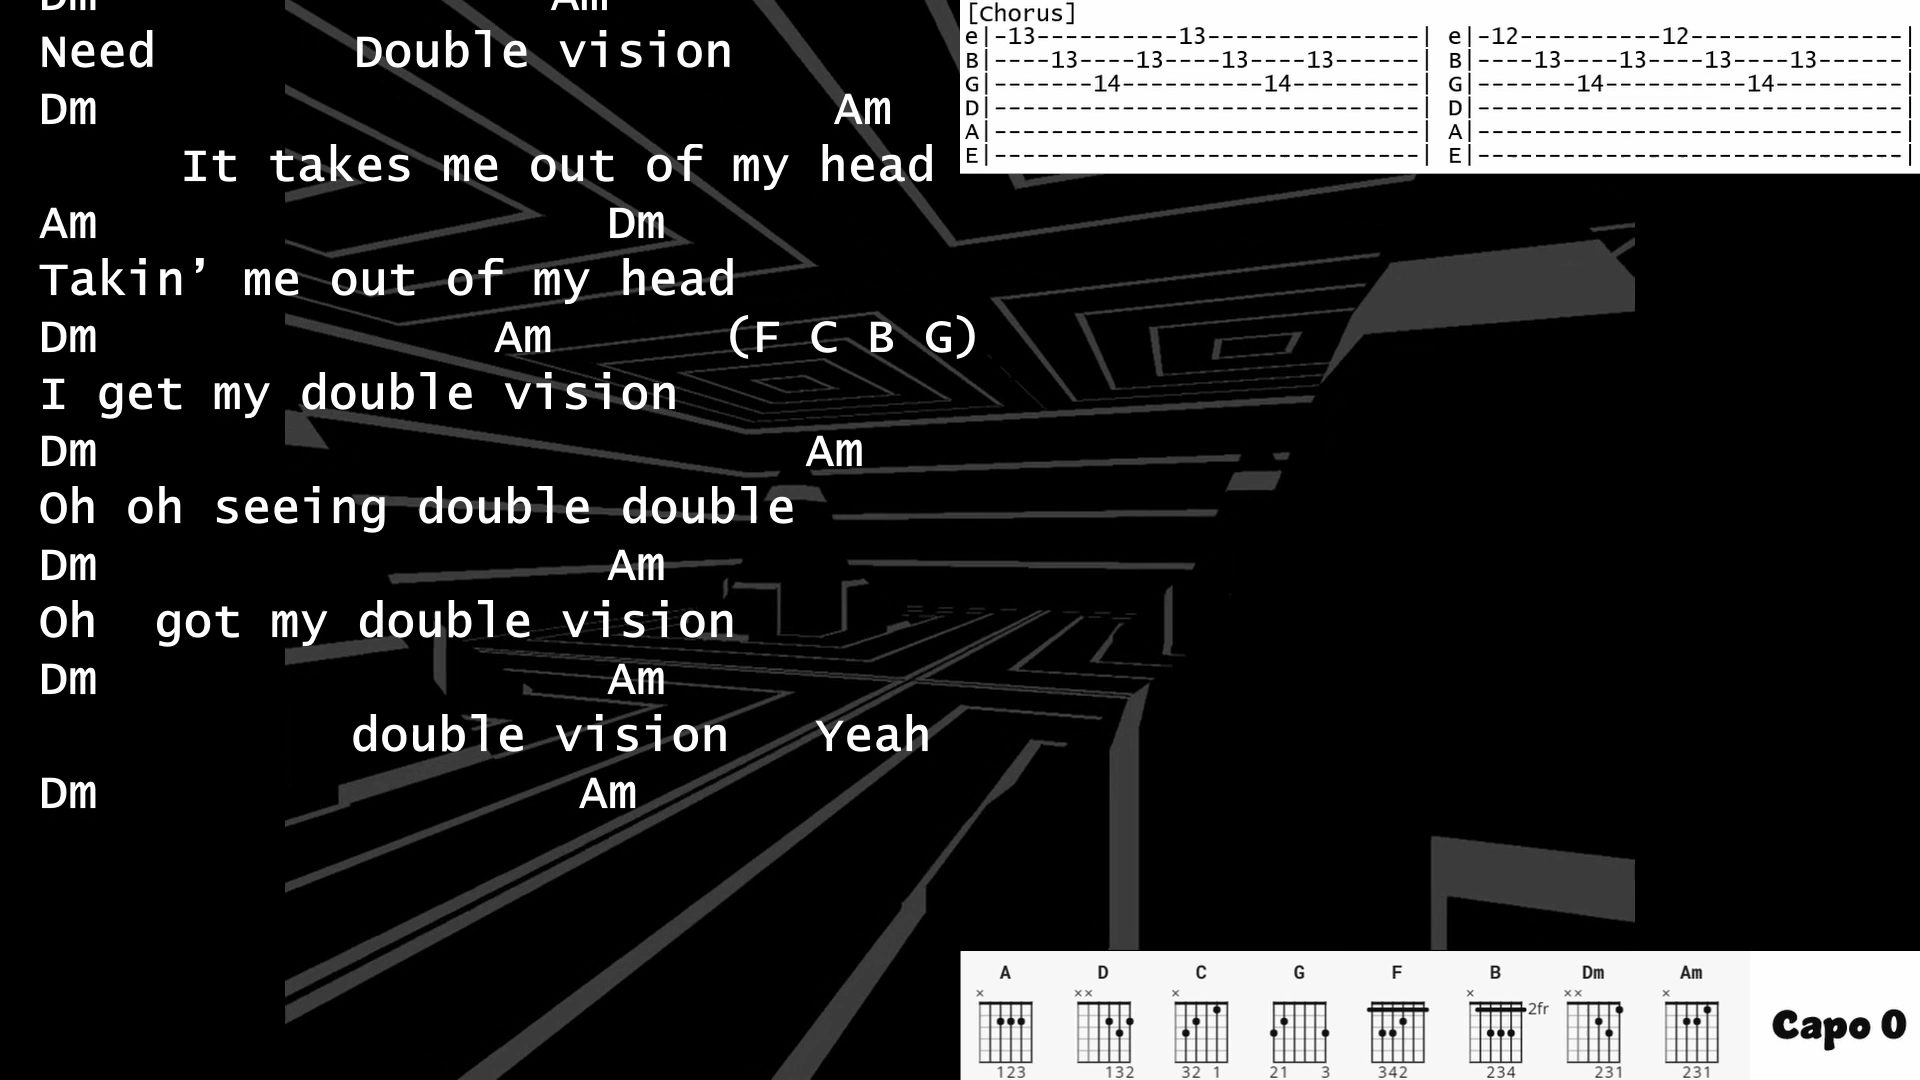 Dm Am
Need Double vision
Dm Am
It takes me out of my head
Am Dm
Takin’ me out of my head
Dm Am (F C B G)
I get my double vision
Dm Am
Oh oh seeing double double
Dm Am
Oh got my double vision
Dm Am
double vision Yeah
Dm Am
[Chorus]
e|-13----------13---------------| e|-12----------12---------------|
B|----13----13----13----13-------| B|----13----13----13----13-------|
G|-------14----------14----------| G|-------14----------14----------|
D|------------------------------| D|------------------------------|
A|------------------------------| A|------------------------------|
E|------------------------------| E|------------------------------|
A D C G F B Dm Am
× ×× × × ×× ×
2fr
123 132 32 1 21 3 342 234 231 231
Capo 0